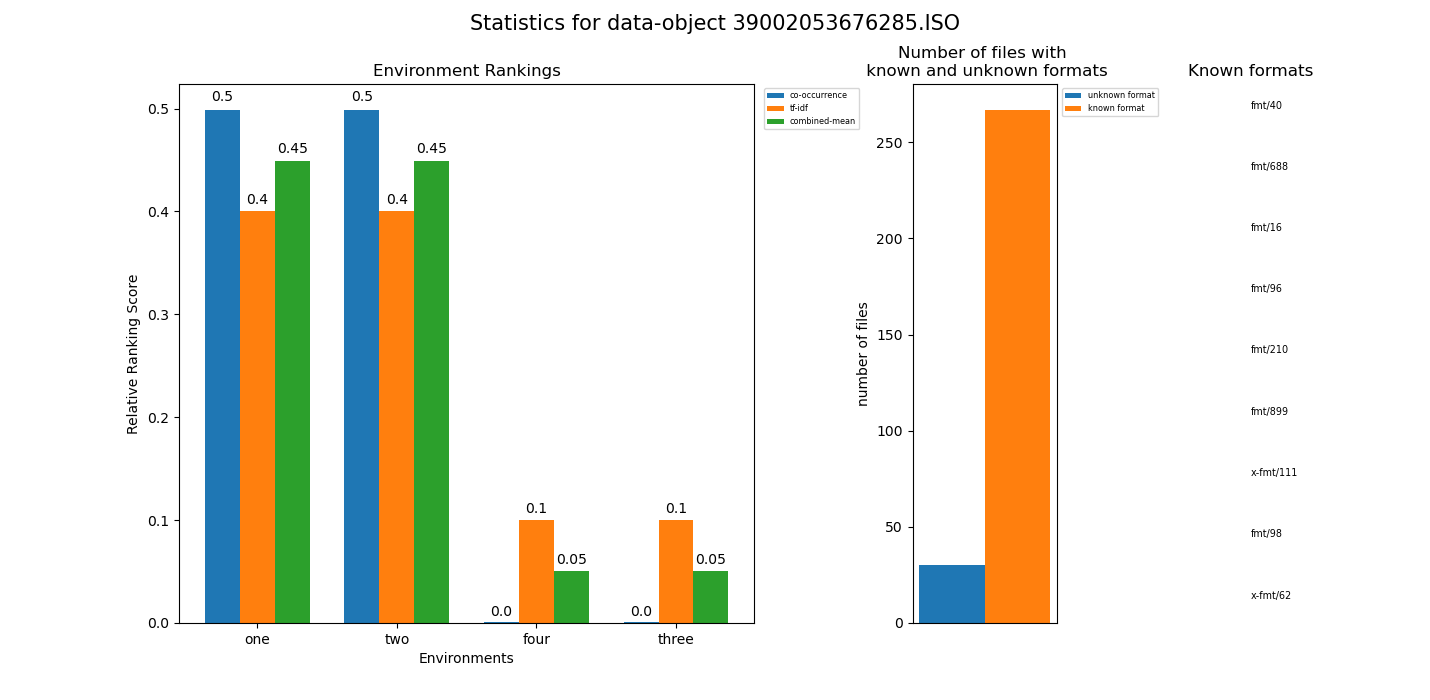 Statistics for data-object 39002053676285.ISO
Environment Rankings
0.5
0.4
0.3
0.2
0.1
0.0
Relative Ranking Score
0.5
0.4
0.45
0.5
0.4
0.45
0.0
0.1
0.05
0.0
0.1
0.05
one
two
four
three
Environments
co-occurrence
tf-idf
combined-mean
Number of files with
known and unknown formats
250
200
150
100
50
0
number of files
unknown format
known format
Known formats
fmt/40
fmt/688
fmt/16
fmt/96
fmt/210
fmt/899
x-fmt/111
fmt/98
x-fmt/62